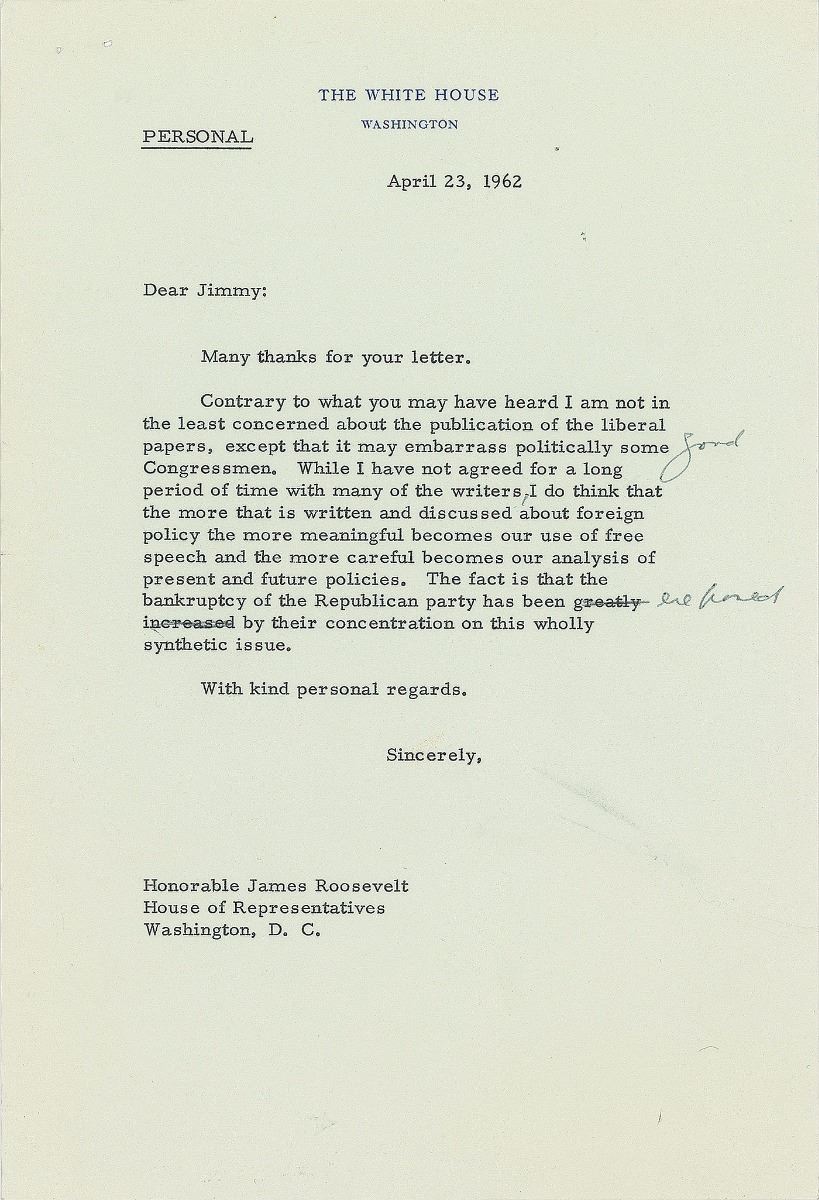 THE WHITE HOUSE
WASHINGTON
PERSONAL
April 23, 1962
Dear Jimmy:
Many thanks for your letter.
Contrary to what you may have heard I am not in
the least concerned about the publication of the liberal
papers, except that it may embarrass politically some good
Congressmen. While I have not agreed for a long
period of time with many of the writers, I do think that
the more that is written and discussed about foreign
policy the more meaningful becomes our use of free
speech and the more careful becomes our analysis of
present and future policies. The fact is that the
bankruptcy of the Republican party has been greatly exposed
increased by their concentration on this wholly
synthetic issue.
With kind personal regards.
Sincerely,
Honorable James Roosevelt
House of Representatives
Washington, D. C.